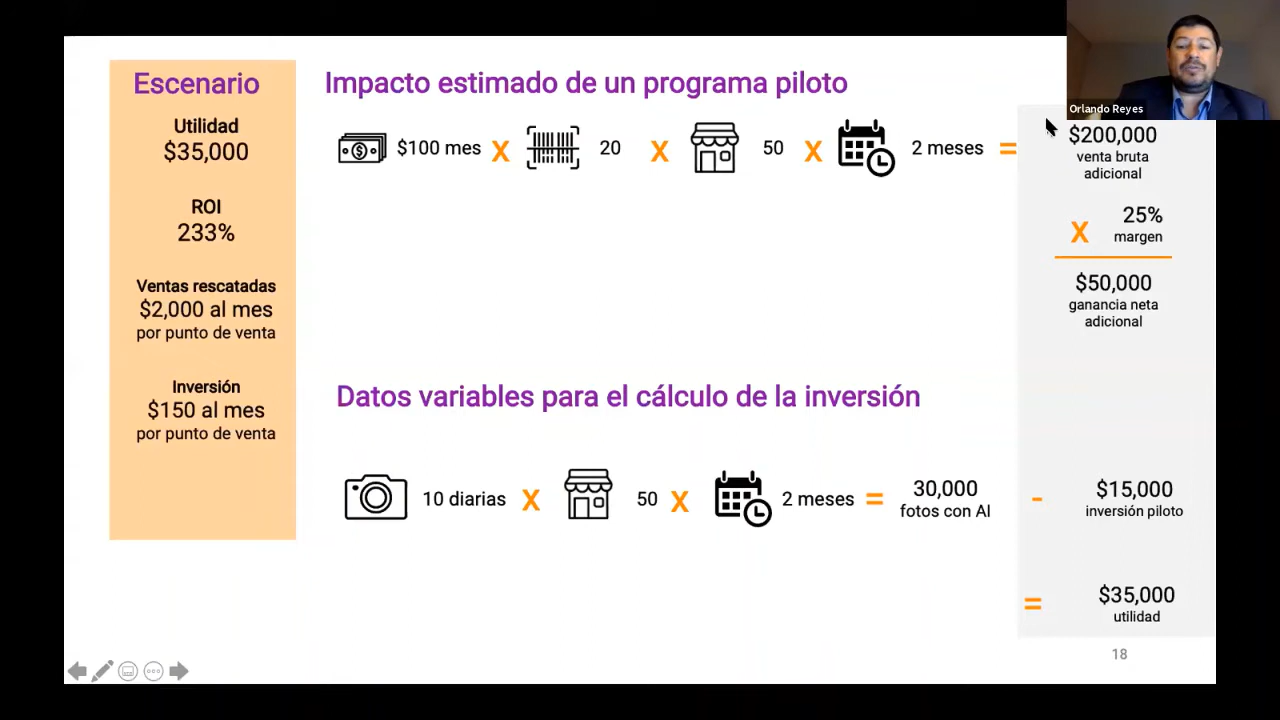 Orlando Reyes
Escenario
Utilidad
$35,000
ROI
233%
Ventas rescatadas
$2,000 al mes
por punto de venta
Inversión
$150 al mes
por punto de venta
Impacto estimado de un programa piloto
$100 mes X 20 X 50 X 2 meses =
$200,000
venta bruta
adicional
X 25%
margen
$50,000
ganancia neta
adicional
Datos variables para el cálculo de la inversión
10 diarias X 50 X 2 meses = 30,000
fotos con AI
- $15,000
inversión piloto
= $35,000
utilidad
18